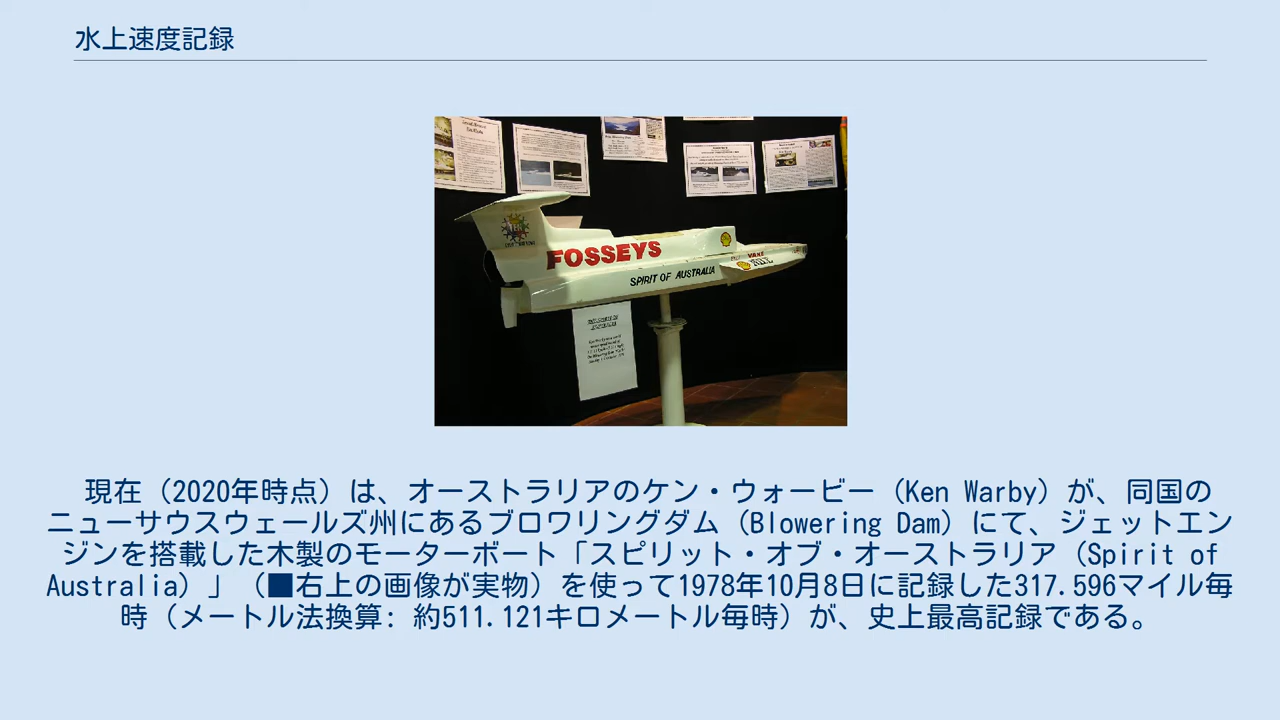 水上速度記録
FOSSEYS
SPIRIT OF AUSTRALIA
現在（2020年時点）は、オーストラリアのケン・ウォービー（Ken Warby）が、同国の
ニューサウスウェールズ州にあるブロワリングダム（Blowering Dam）にて、ジェットエン
ジンを搭載した木製のモーターボート「スピリット・オブ・オーストラリア（Spirit of
Australia）」（■右上の画像が実物）を使って1978年10月8日に記録した317.596マイル毎
時（メートル法換算: 約511.121キロメートル毎時）が、史上最高記録である。